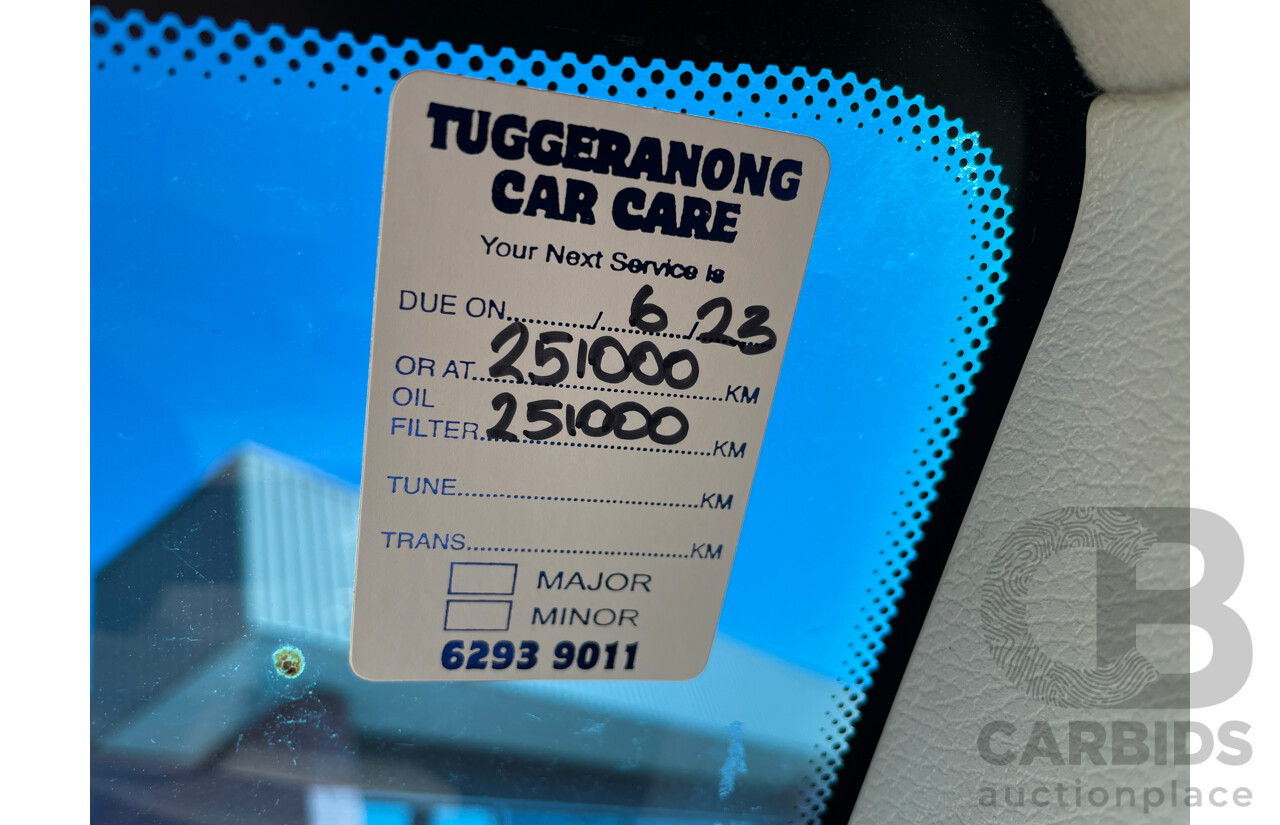 TUGGERANONG
CAR CARE
Your Next Service Is
DUE ON............/...6.../23
OR AT 251000 KM
OIL
FILTER 251000 KM
TUNE................................KM
TRANS................................KM
MAJOR
MINOR
6293 9011
CB
CARBIDS
auctionplace